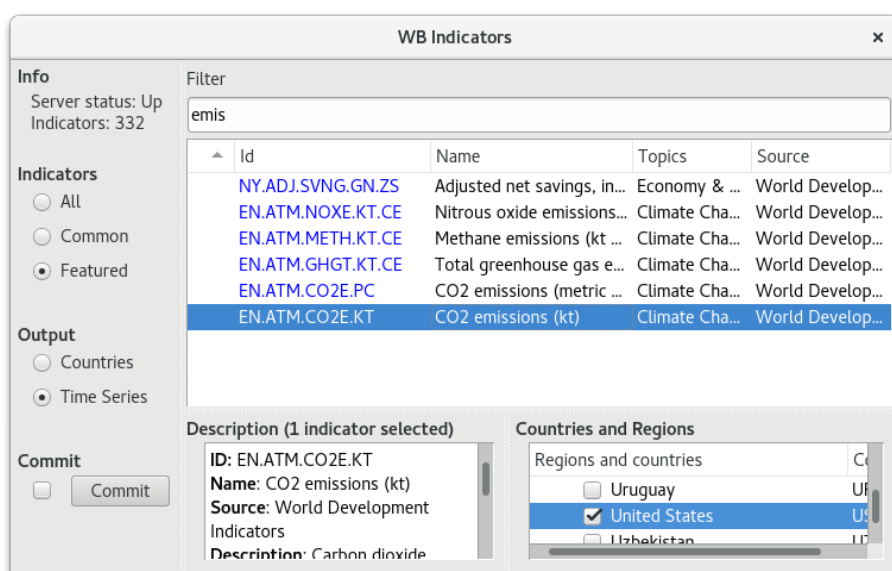 WB Indicators
Info
Server status: Up
Indicators: 332
Indicators
All
Common
Featured
Output
Countries
Time Series
Commit
Commit
Filter
emis
Id Name Topics Source
NY.ADJ.SVNG.GN.ZS Adjusted net savings, in... Economy & ... World Develop...
EN.ATM.NOXE.KT.CE Nitrous oxide emissions... Climate Cha... World Develop...
EN.ATM.METH.KT.CE Methane emissions (kt ... Climate Cha... World Develop...
EN.ATM.GHGT.KT.CE Total greenhouse gas e... Climate Cha... World Develop...
EN.ATM.CO2E.PC CO2 emissions (metric ... Climate Cha... World Develop...
EN.ATM.CO2E.KT CO2 emissions (kt) Climate Cha... World Develop...
Description (1 indicator selected)
ID: EN.ATM.CO2E.KT
Name: CO2 emissions (kt)
Source: World Development
Indicators
Description: Carbon dioxide
Countries and Regions
Regions and countries
Uruguay
United States
Uzbekistan